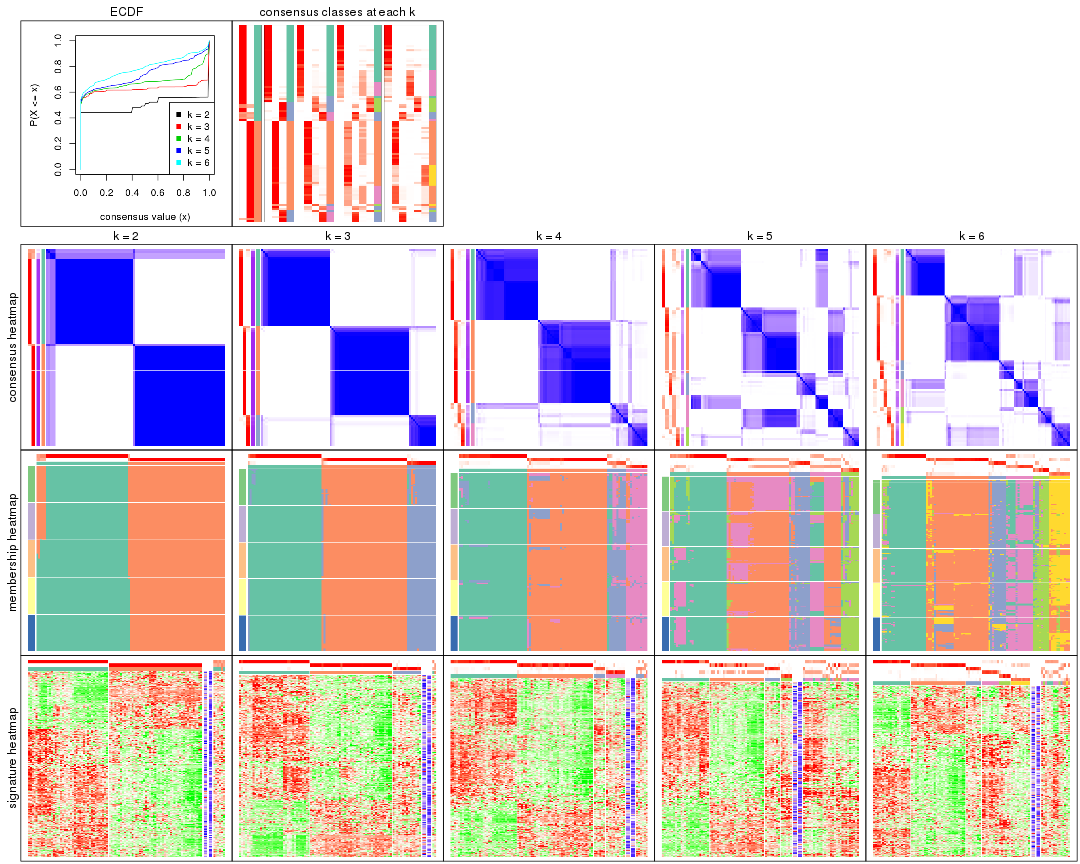 ECDF
consensus classes at each k
P(X <= x)
0.0 0.2 0.4 0.6 0.8 1.0
k = 2
k = 3
k = 4
k = 5
k = 6
0.0 0.2 0.4 0.6 0.8 1.0
consensus value (x)
k = 2
k = 3
k = 4
k = 5
k = 6
consensus heatmap
membership heatmap
signature heatmap